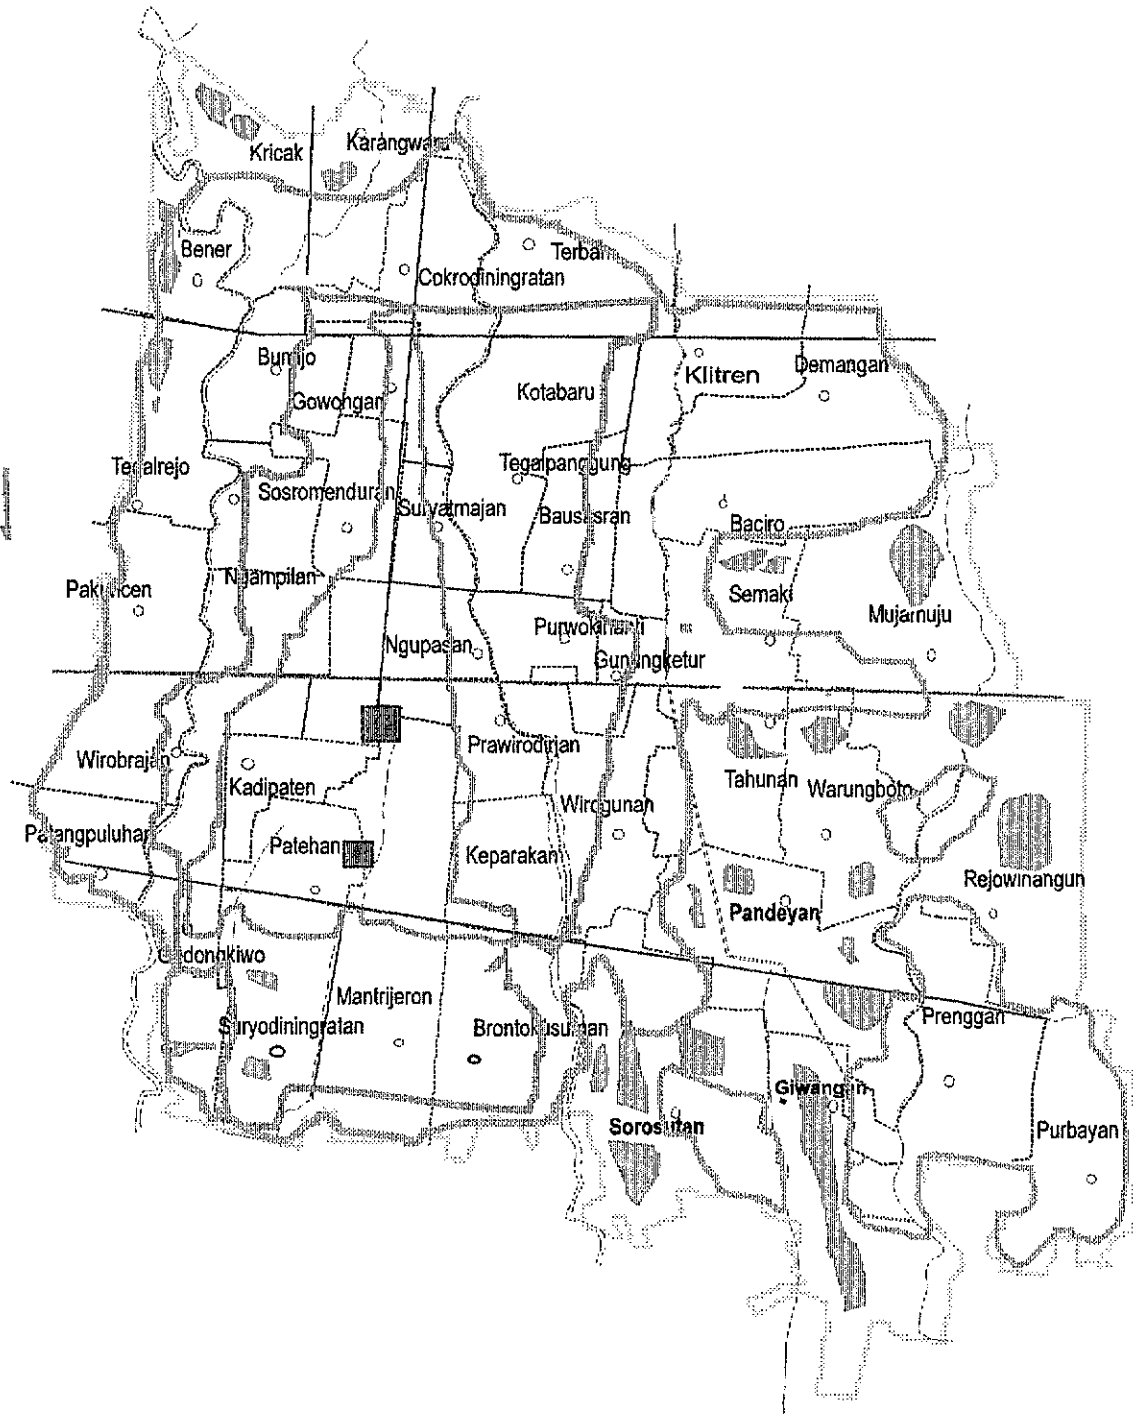 Karangwaru
Kricak
Bener
Terban
Cokrodiningratan
Bumijo
Demangan
Klitren
Kotabaru
Gowongan
Tegalrejo
Tegalpanggung
Sosromenduran
Suryatmajan
Bausasran
Baciro
Ngampilan
Pakuncen
Semaki
Mujamuju
Purwokinanti
Ngupasan
Gunungketur
Prawirodirjan
Wirobrajan
Tahunan
Kadipaten
Warungboto
Wirogunan
Patangpuluhan
Patehan
Keparakan
Rejowinangun
Pandeyan
Gedongkiwo
Mantrijeron
Prenggan
Suryodiningratan
Brontokusuman
Giwangan
Sorosutan
Purbayan